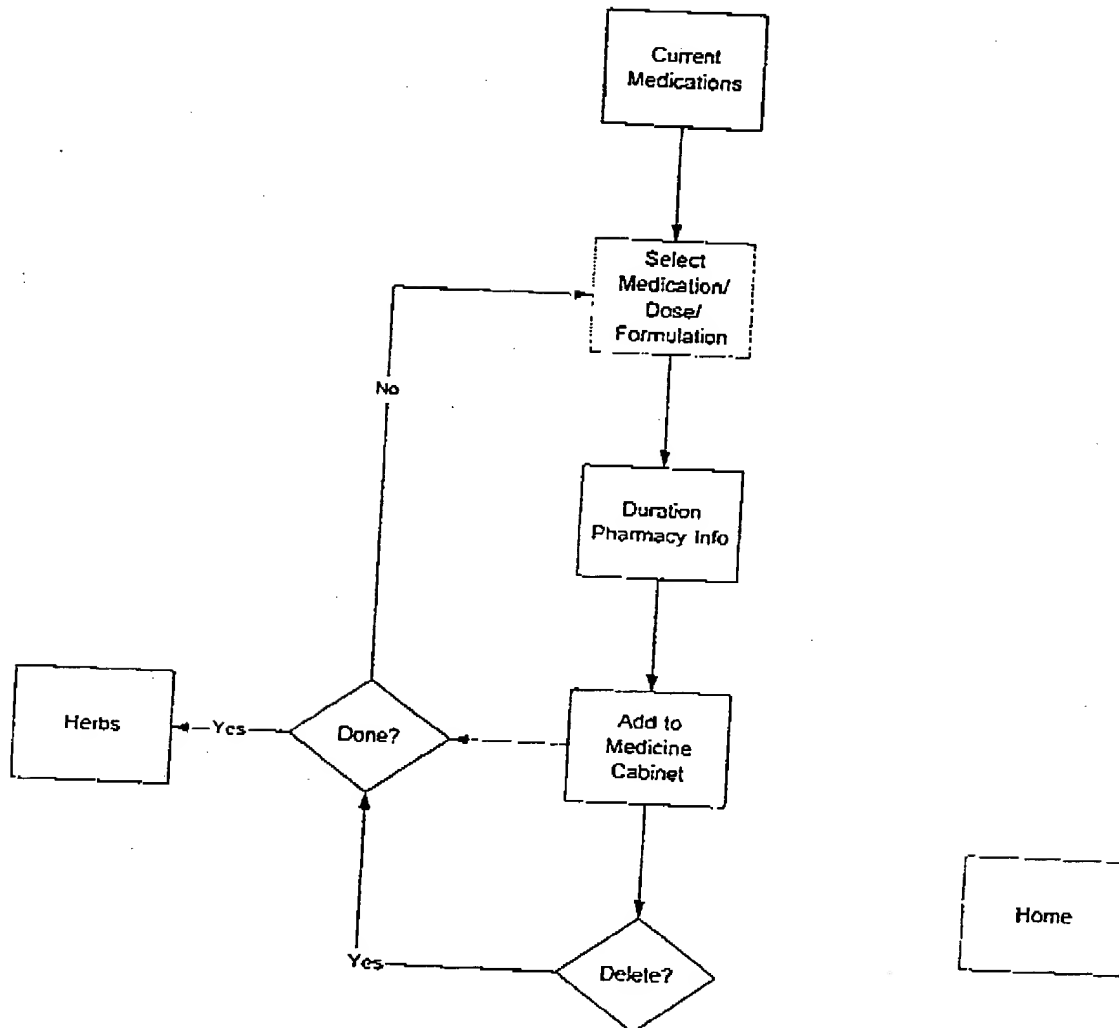 Current
Medications
Select
Medication/
Dose/
Formulation
No
Duration
Pharmacy Info
Herbs
Yes
Done?
Add to
Medicine
Cabinet
Home
Yes
Delete?